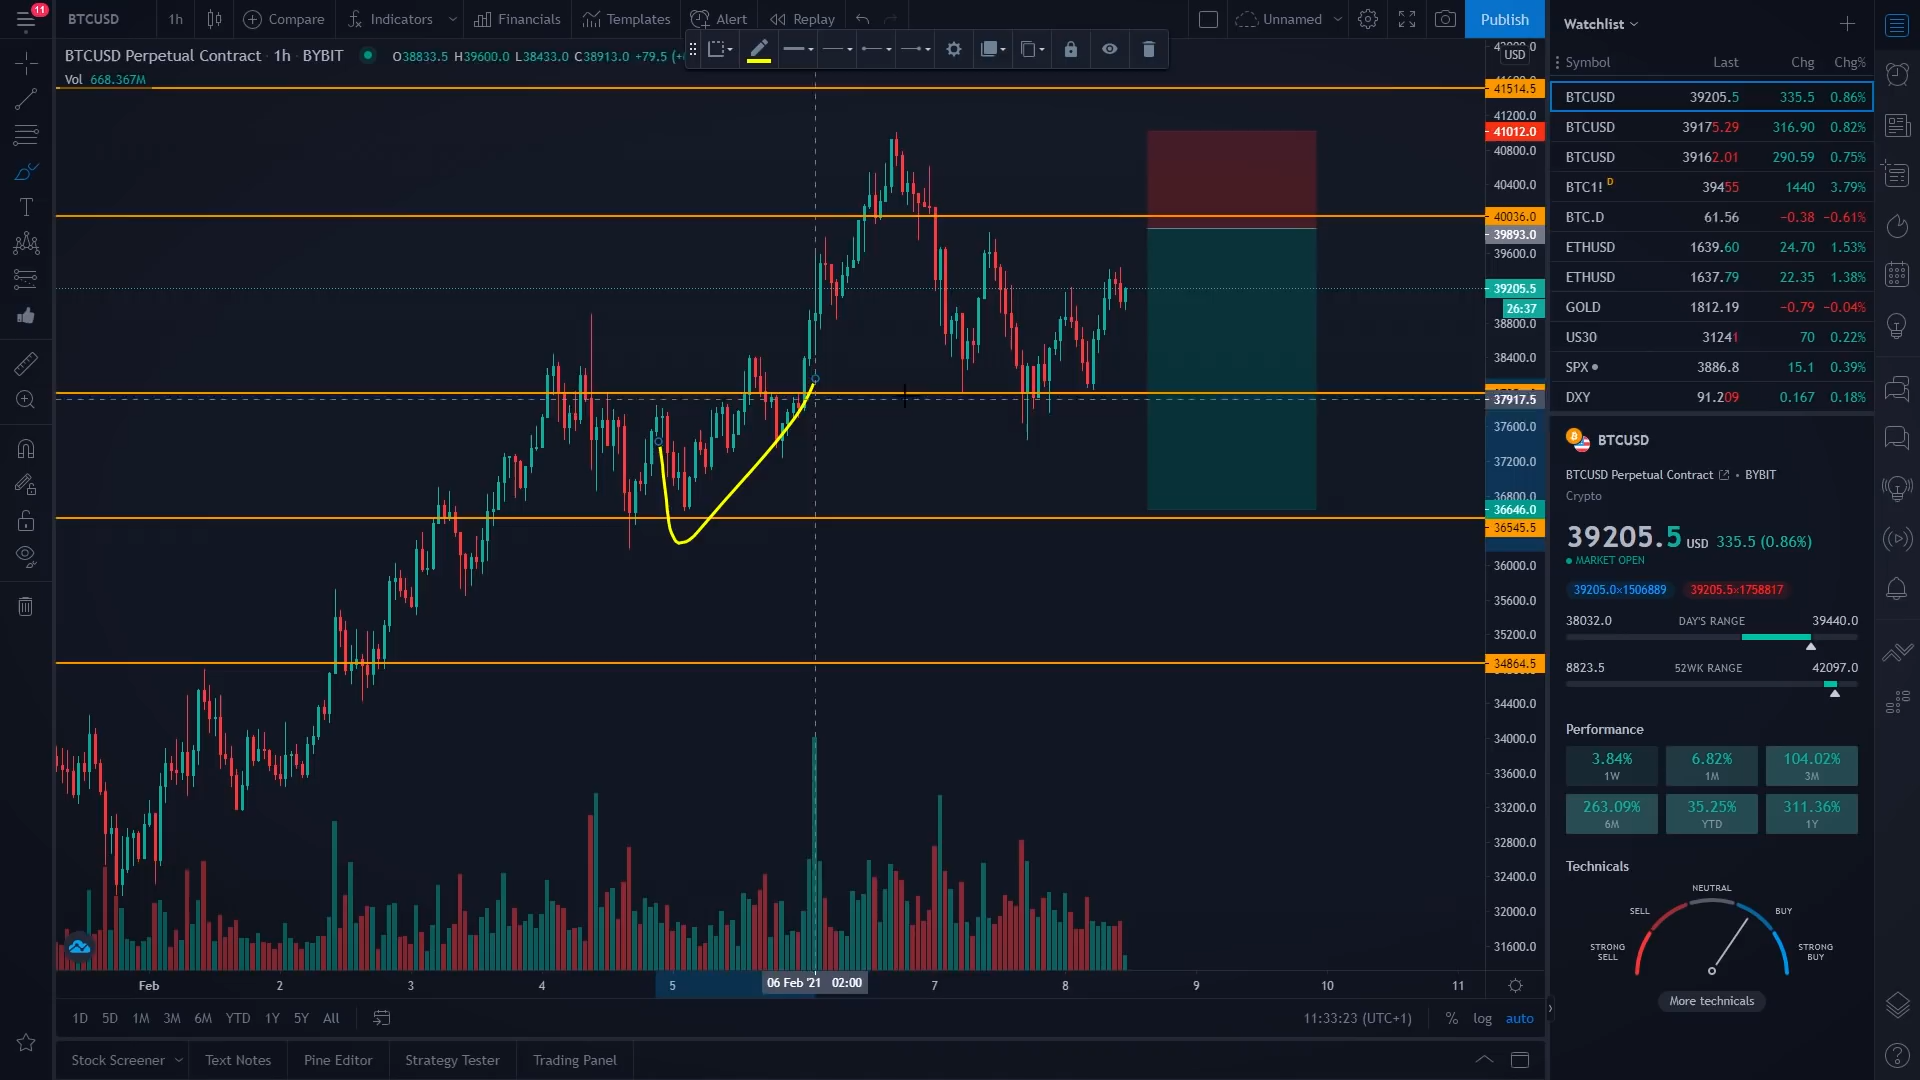 11
BTCUSD 1h Compare Indicators Financials Templates Alert Replay Unnamed Publish
BTCUSD Perpetual Contract · 1h · BYBIT O38833.5 H39600.0 L38433.0 C38913.0 +79.5
Vol 668.367M
USD
41514.5
41200.0
41012.0
40800.0
40400.0
40036.0
39893.0
39600.0
39205.5
26:37
38800.0
38400.0
37917.5
37600.0
37200.0
36800.0
36646.0
36545.5
36000.0
35600.0
35200.0
34864.5
34400.0
34000.0
33600.0
33200.0
32800.0
32400.0
32000.0
31600.0
Feb 2 3 4 5 06 Feb '21 02:00 7 8 9 10 11
1D 5D 1M 3M 6M YTD 1Y 5Y All 11:33:23 (UTC+1) % log auto
Stock Screener Text Notes Pine Editor Strategy Tester Trading Panel
Watchlist
Symbol Last Chg Chg%
BTCUSD 39205.5 335.5 0.86%
BTCUSD 39175.29 316.90 0.82%
BTCUSD 39162.01 290.59 0.75%
BTC1! D 39455 1440 3.79%
BTC.D 61.56 −0.38 −0.61%
ETHUSD 1639.60 24.70 1.53%
ETHUSD 1637.79 22.35 1.38%
GOLD 1812.19 −0.79 −0.04%
US30 31241 70 0.22%
SPX 3886.8 15.1 0.39%
DXY 91.209 0.167 0.18%
BTCUSD
BTCUSD Perpetual Contract • BYBIT
Crypto
39205.5 USD 335.5 (0.86%)
MARKET OPEN
39205.0×1506889 39205.5×1758817
38032.0 DAY'S RANGE 39440.0
8823.5 52WK RANGE 42097.0
Performance
3.84% 6.82% 104.02%
1W 1M 3M
263.09% 35.25% 311.36%
6M YTD 1Y
Technicals
NEUTRAL
SELL BUY
STRONG SELL STRONG BUY
More technicals